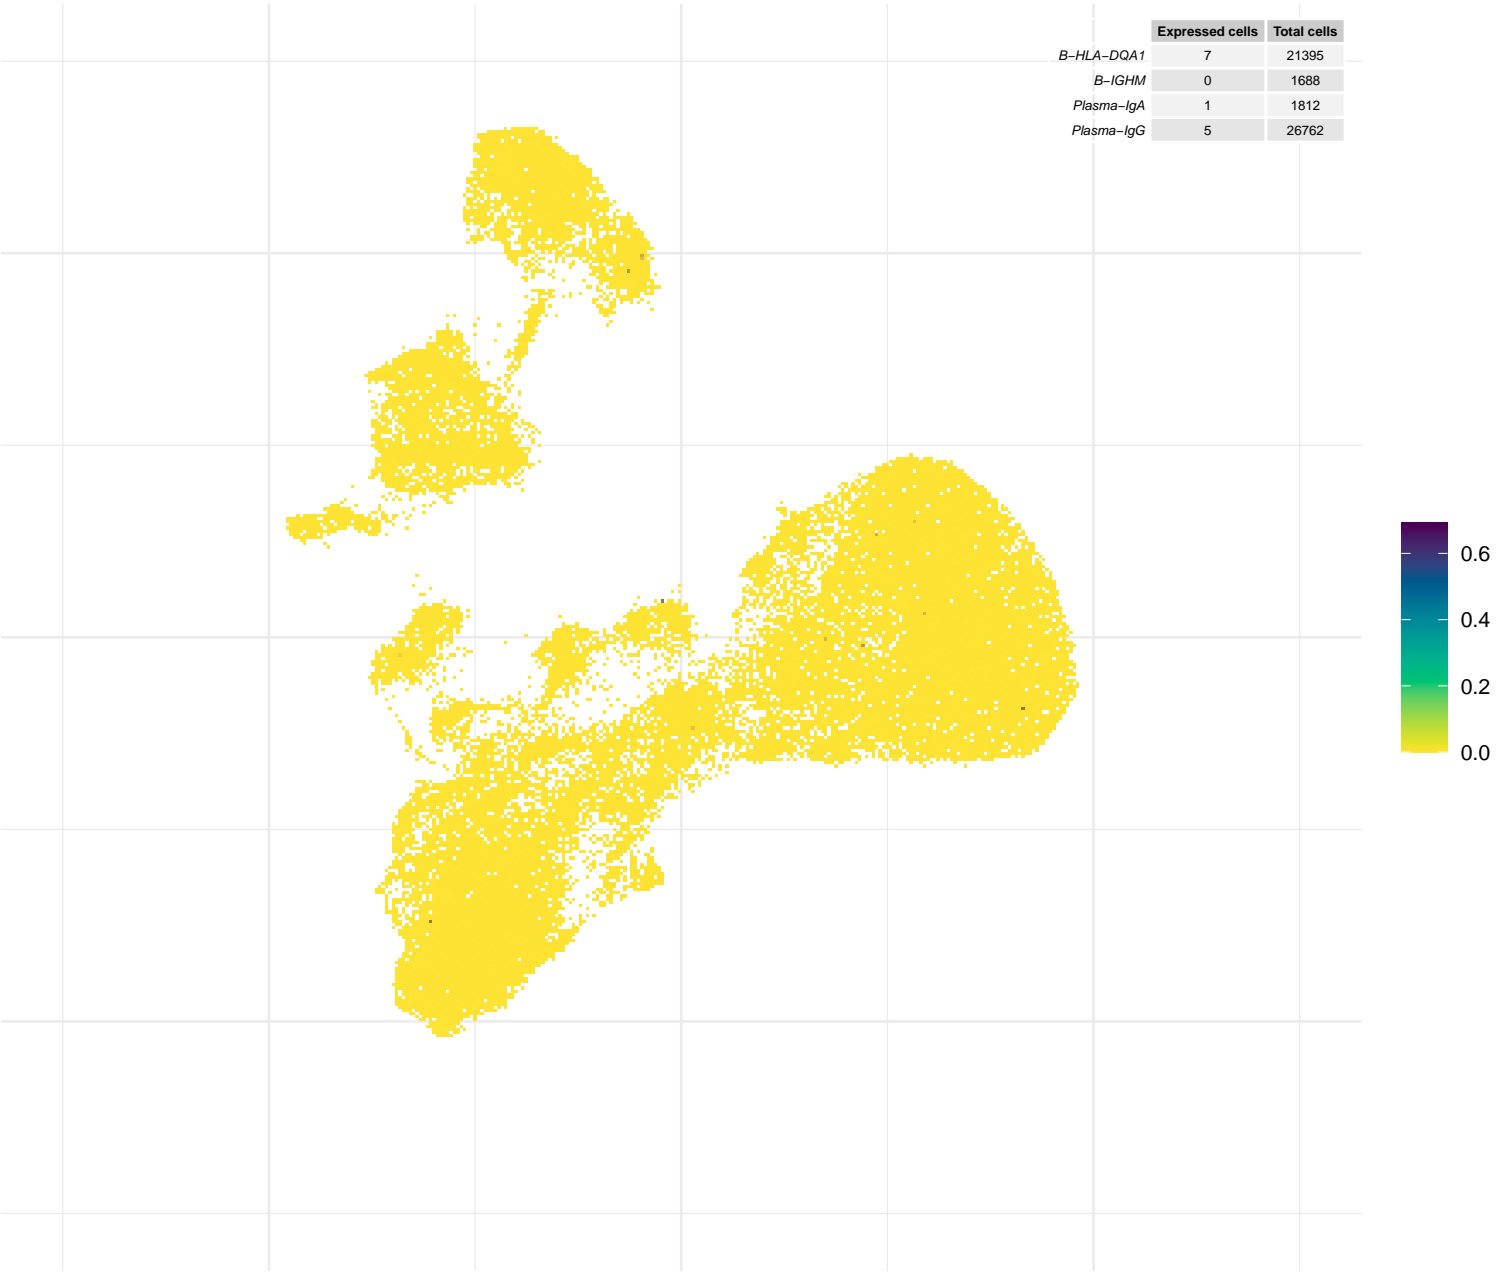 Expressed cells Total cells
B−HLA−DQA1 7 21395
B−IGHM 0 1688
Plasma−IgA 1 1812
Plasma−IgG 5 26762
0.6
0.4
0.2
0.0